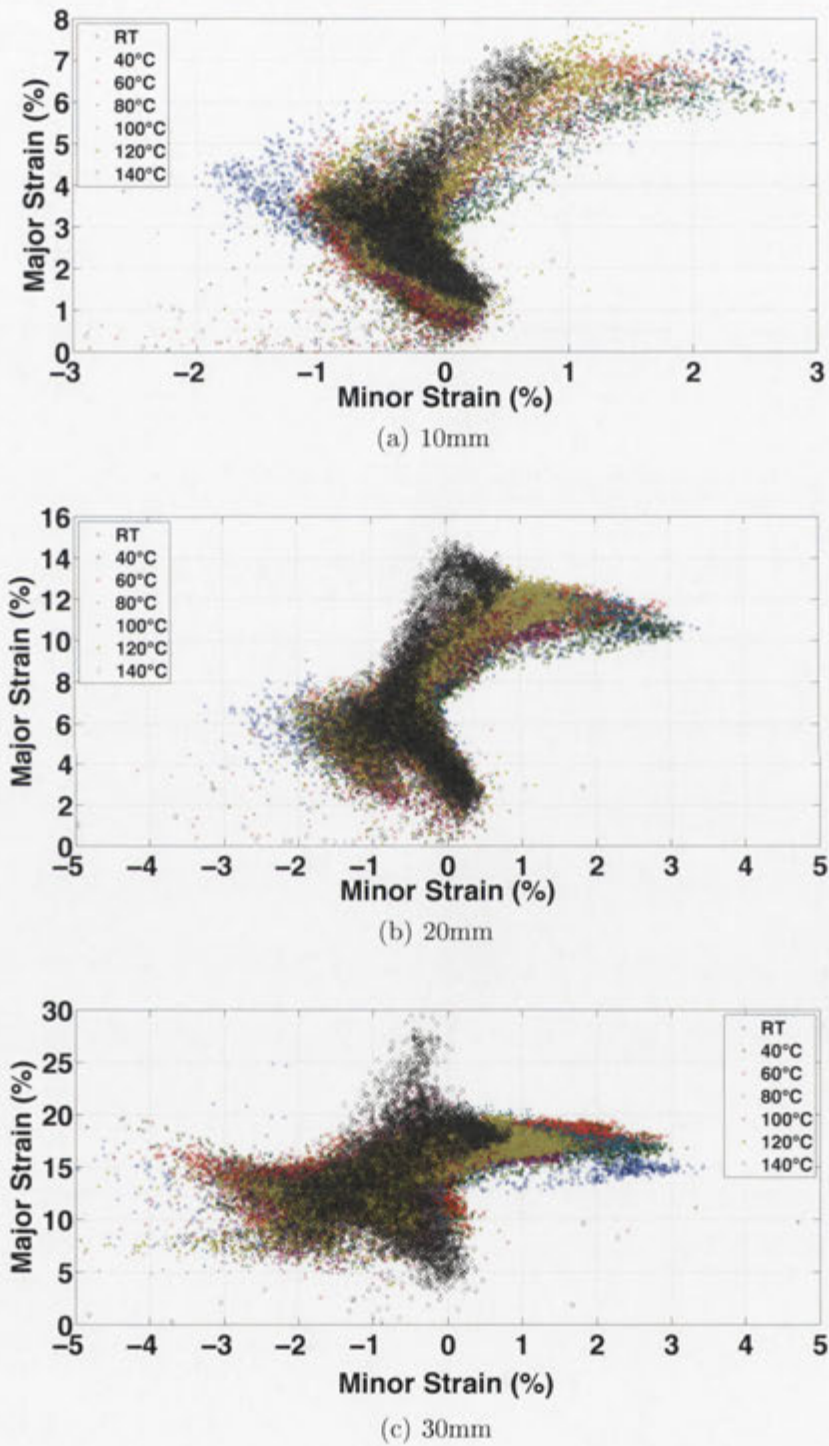 8
7
6
5
4
3
2
1
0
Major Strain (%)
RT
40°C
60°C
80°C
100°C
120°C
140°C
−3 −2 −1 0 1 2 3
Minor Strain (%)
(a) 10mm
16
14
12
10
8
6
4
2
0
Major Strain (%)
RT
40°C
60°C
80°C
100°C
120°C
140°C
−5 −4 −3 −2 −1 0 1 2 3 4 5
Minor Strain (%)
(b) 20mm
30
25
20
15
10
5
0
Major Strain (%)
RT
40°C
60°C
80°C
100°C
120°C
140°C
−5 −4 −3 −2 −1 0 1 2 3 4 5
Minor Strain (%)
(c) 30mm